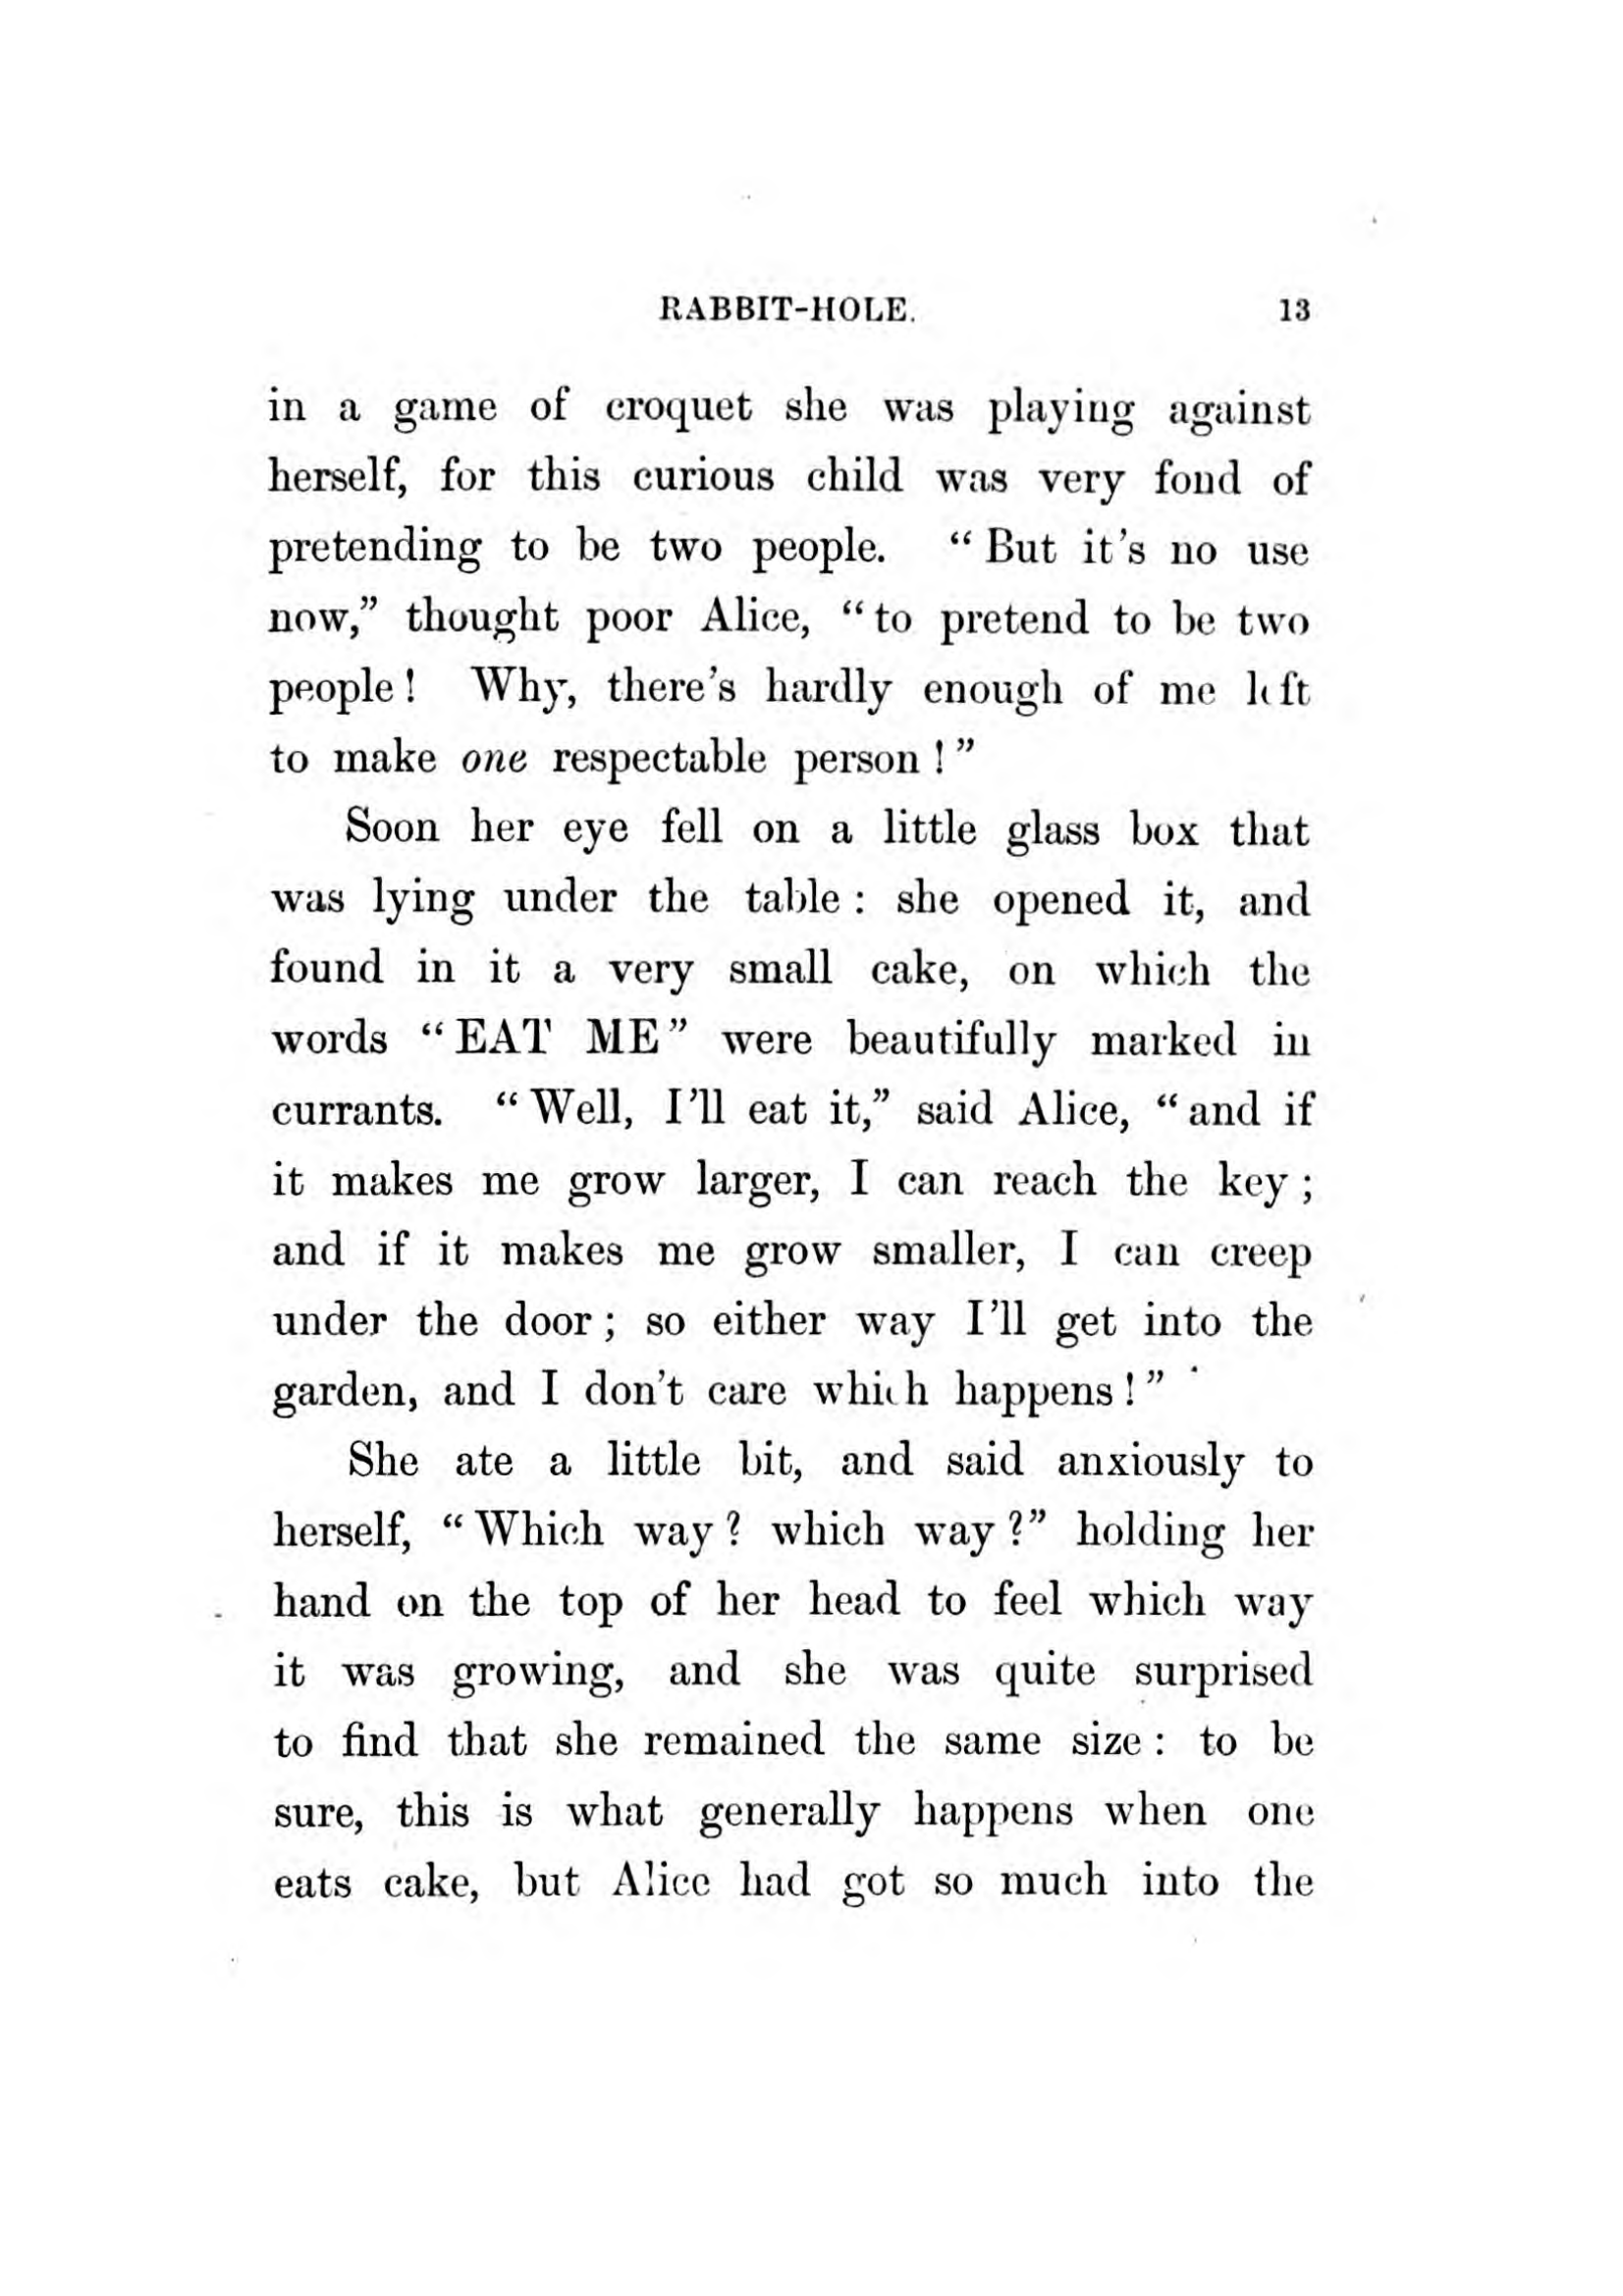 RABBIT-HOLE. 13
in a game of croquet she was playing against
herself, for this curious child was very fond of
pretending to be two people. “But it’s no use
now,” thought poor Alice, “to pretend to be two
people! Why, there’s hardly enough of me left
to make one respectable person!”
Soon her eye fell on a little glass box that
was lying under the table: she opened it, and
found in it a very small cake, on which the
words “EAT ME” were beautifully marked in
currants. “Well, I’ll eat it,” said Alice, “and if
it makes me grow larger, I can reach the key;
and if it makes me grow smaller, I can creep
under the door; so either way I’ll get into the
garden, and I don’t care which happens!”
She ate a little bit, and said anxiously to
herself, “Which way? which way?” holding her
hand on the top of her head to feel which way
it was growing, and she was quite surprised
to find that she remained the same size: to be
sure, this is what generally happens when one
eats cake, but Alice had got so much into the